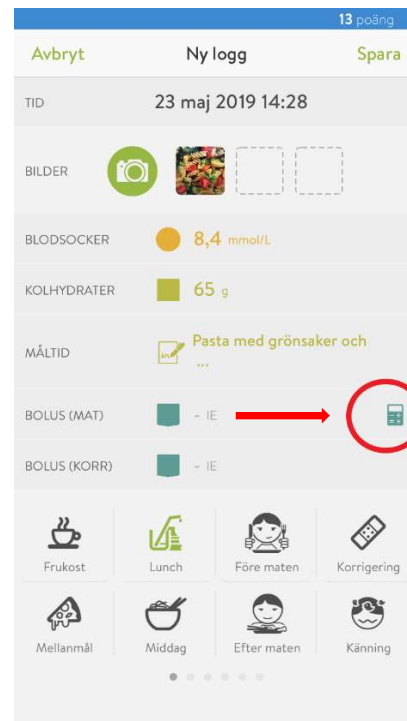 13 poäng
Avbryt Ny logg Spara
TID 23 maj 2019 14:28
BILDER
BLODSOCKER 8,4 mmol/L
KOLHYDRATER 65 g
MÅLTID Pasta med grönsaker och
...
BOLUS (MAT) - IE
BOLUS (KORR) - IE
Frukost Lunch Före maten Korrigering
Mellanmål Middag Efter maten Känning